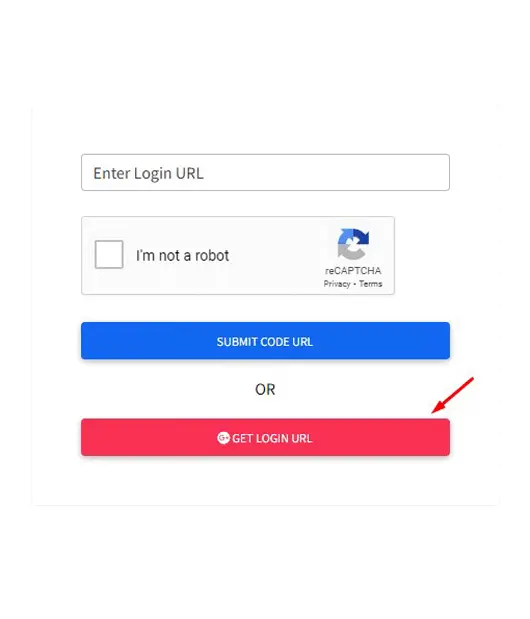 Enter Login URL
I'm not a robot
reCAPTCHA
Privacy • Terms
SUBMIT CODE URL
OR
G+ GET LOGIN URL